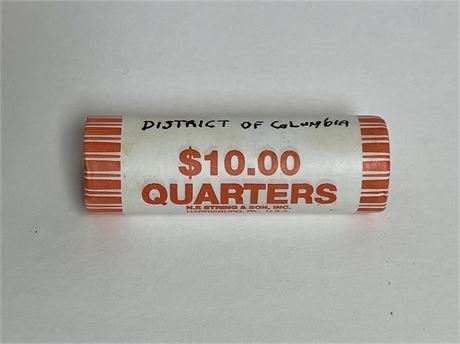 DISTRICT OF COLUMBIA
$10.00
QUARTERS
N.F. STRING & SON, INC.
HARRISBURG, PA., U.S.A.